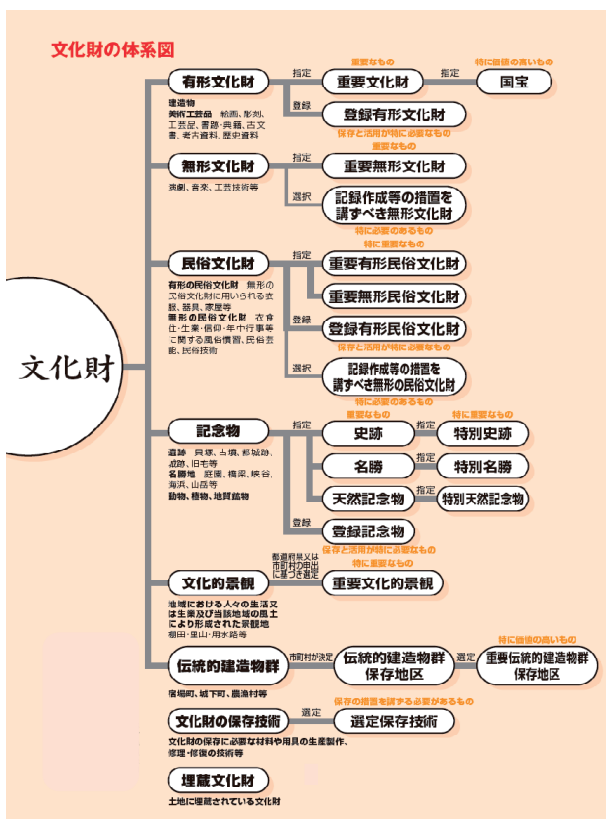 文化財の体系図
重要なもの
特に価値の高いもの
有形文化財
指定
重要文化財
指定
国宝
建造物
美術工芸品　絵画、彫刻、
工芸品、書跡・典籍、古文
書、考古資料、歴史資料
登録
登録有形文化財
保存と活用が特に必要なもの
重要なもの
無形文化財
指定
重要無形文化財
演劇、音楽、工芸技術等
選択
記録作成等の措置を
講ずべき無形文化財
特に必要のあるもの
特に重要なもの
民俗文化財
指定
重要有形民俗文化財
有形の民俗文化財　無形の
民俗文化財に用いられる衣
服、器具、家屋等
無形の民俗文化財　衣食
住・生業・信仰・年中行事等
に関する風俗慣習、民俗芸
能、民俗技術
重要無形民俗文化財
登録
登録有形民俗文化財
保存と活用が特に必要なもの
選択
記録作成等の措置を
講ずべき無形の民俗文化財
特に必要のあるもの
文化財
重要なもの
特に重要なもの
記念物
指定
史跡
指定
特別史跡
遺跡　貝塚、古墳、都城跡、
城跡、旧宅等
名勝地　庭園、橋梁、峡谷、
海浜、山岳等
動物、植物、地質鉱物
名勝
指定
特別名勝
天然記念物
指定
特別天然記念物
登録
登録記念物
保存と活用が特に必要なもの
特に重要なもの
文化的景観
都道府県又は
市町村の申出
に基づき選定
重要文化的景観
地域における人々の生活又
は生業及び当該地域の風土
により形成された景観地
棚田・里山・用水路等
特に価値の高いもの
伝統的建造物群
市町村が決定
伝統的建造物群
保存地区
選定
重要伝統的建造物群
保存地区
宿場町、城下町、農漁村等
保存の措置を講ずる必要があるもの
文化財の保存技術
選定
選定保存技術
文化財の保存に必要な材料や用具の生産製作、
修理・修復の技術等
埋蔵文化財
土地に埋蔵されている文化財